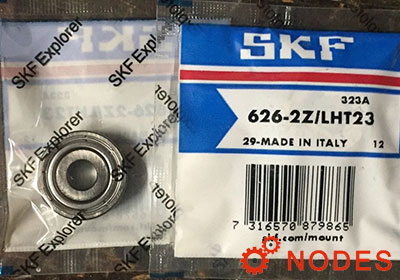 SKF Explorer
SKF Explorer
SKF Explorer
SKF
323A
626-2Z/LHT23
29-MADE IN ITALY 12
7 316570 879865
skf.com/mount
NODES